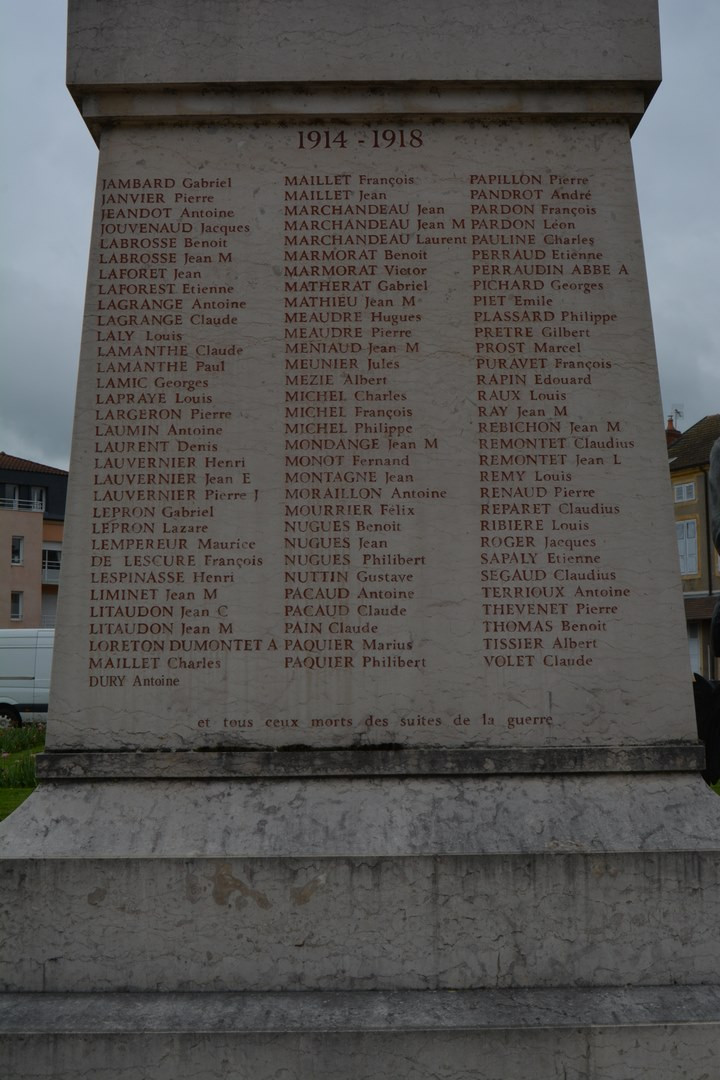 1914 - 1918
JAMBARD Gabriel
JANVIER Pierre
JEANDOT Antoine
JOUVENAUD Jacques
LABROSSE Benoit
LABROSSE Jean M
LAFORET Jean
LAFOREST Etienne
LAGRANGE Antoine
LAGRANGE Claude
LALY Louis
LAMANTHE Claude
LAMANTHE Paul
LAMIC Georges
LAPRAYE Louis
LARGERON Pierre
LAUMIN Antoine
LAURENT Denis
LAUVERNIER Henri
LAUVERNIER Jean E
LAUVERNIER Pierre J
LEPRON Gabriel
LEPRON Lazare
LEMPEREUR Maurice
DE LESCURE François
LESPINASSE Henri
LIMINET Jean M
LITAUDON Jean C
LITAUDON Jean M
LORETON DUMONTET A
MAILLET Charles
DURY Antoine
MAILLET François
MAILLET Jean
MARCHANDEAU Jean
MARCHANDEAU Jean M
MARCHANDEAU Laurent
MARMORAT Benoit
MARMORAT Victor
MATHERAT Gabriel
MATHIEU Jean M
MEAUDRE Hugues
MEAUDRE Pierre
MENIAUD Jean M
MEUNIER Jules
MEZIE Albert
MICHEL Charles
MICHEL François
MICHEL Philippe
MONDANGE Jean M
MONOT Fernand
MONTAGNE Jean
MORAILLON Antoine
MOURRIER Félix
NUGUES Benoit
NUGUES Jean
NUGUES Philibert
NUTTIN Gustave
PACAUD Antoine
PACAUD Claude
PAIN Claude
PAQUIER Marius
PAQUIER Philibert
PAPILLON Pierre
PANDROT André
PARDON François
PARDON Léon
PAULINE Charles
PERRAUD Etienne
PERRAUDIN ABBE A
PICHARD Georges
PIET Emile
PLASSARD Philippe
PRETRE Gilbert
PROST Marcel
PURAVET François
RAPIN Edouard
RAUX Louis
RAY Jean M
REBICHON Jean M
REMONTET Claudius
REMONTET Jean L
REMY Louis
RENAUD Pierre
REPARET Claudius
RIBIERE Louis
ROGER Jacques
SAPALY Etienne
SEGAUD Claudius
TERRIOUX Antoine
THEVENET Pierre
THOMAS Benoit
TISSIER Albert
VOLET Claude
et tous ceux morts des suites de la guerre